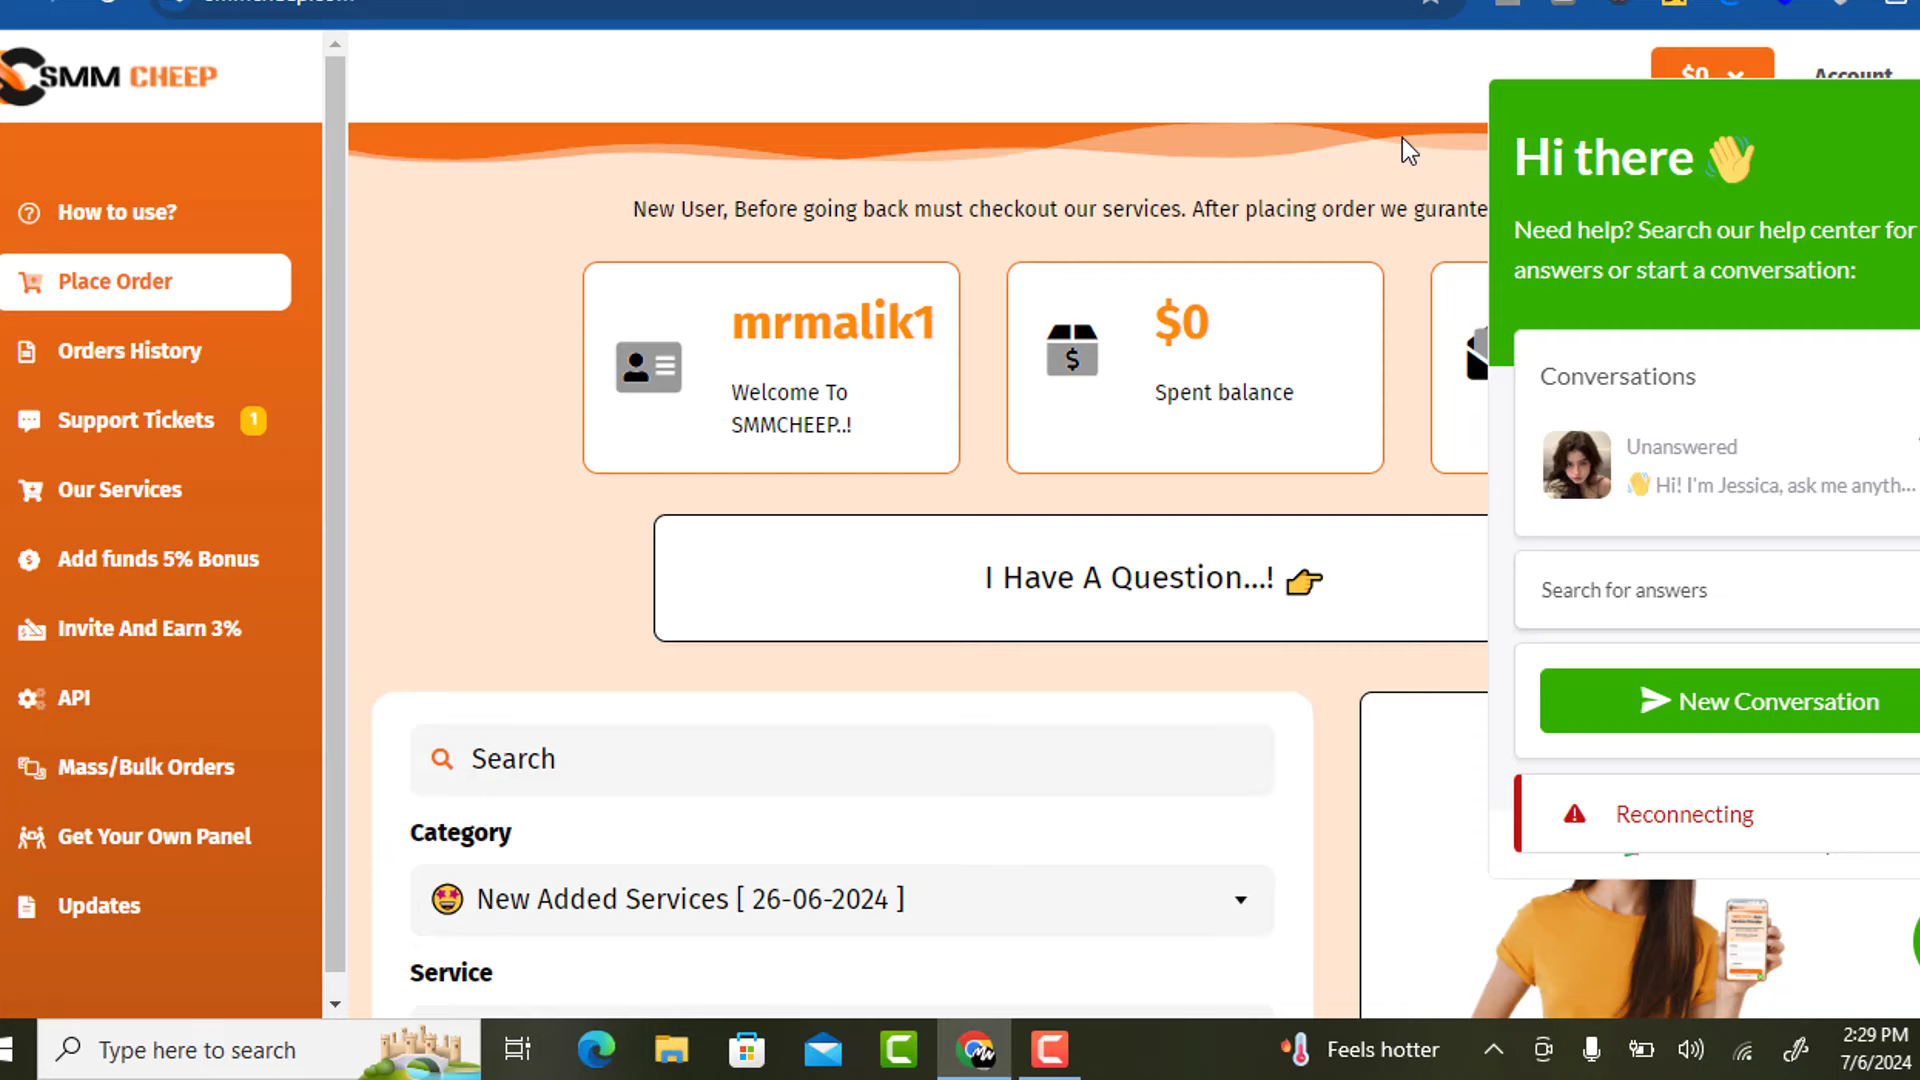 SMM CHEEP
$0
Account
How to use?
Place Order
Orders History
Support Tickets 1
Our Services
Add funds 5% Bonus
Invite And Earn 3%
API
Mass/Bulk Orders
Get Your Own Panel
Updates
New User, Before going back must checkout our services. After placing order we gurante
mrmalik1
Welcome To
SMMCHEEP..!
$0
Spent balance
I Have A Question...! 👉
Search
Category
🤩 New Added Services [ 26-06-2024 ]
Service
Hi there 👋
Need help? Search our help center for
answers or start a conversation:
Conversations
Unanswered
👋 Hi! I'm Jessica, ask me anyth...
Search for answers
New Conversation
Reconnecting
Type here to search
Feels hotter
2:29 PM
7/6/2024